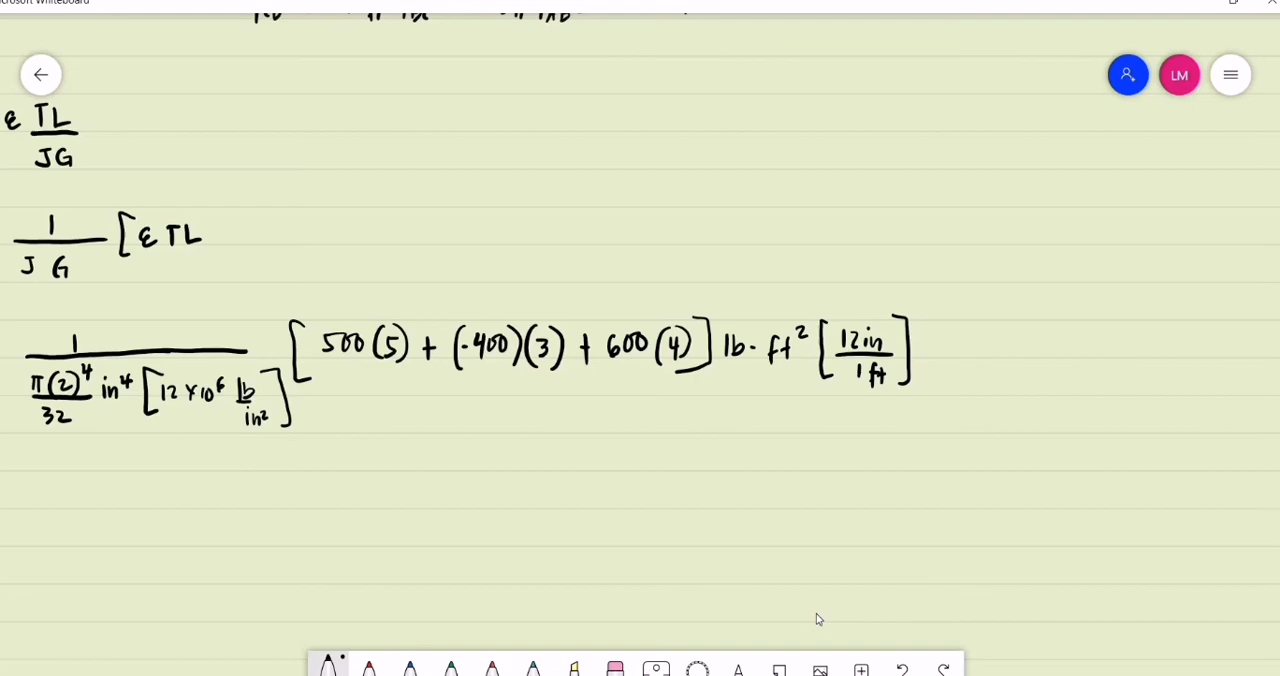 Microsoft Whiteboard
LM
ε TL
JG
1
J G
[ε TL
1
π(2)⁴
32
in⁴ [12 × 10⁶ lb
in²]
[500 (5) + (-400)(3) + 600 (4)] lb · ft² [12 in
1 ft]